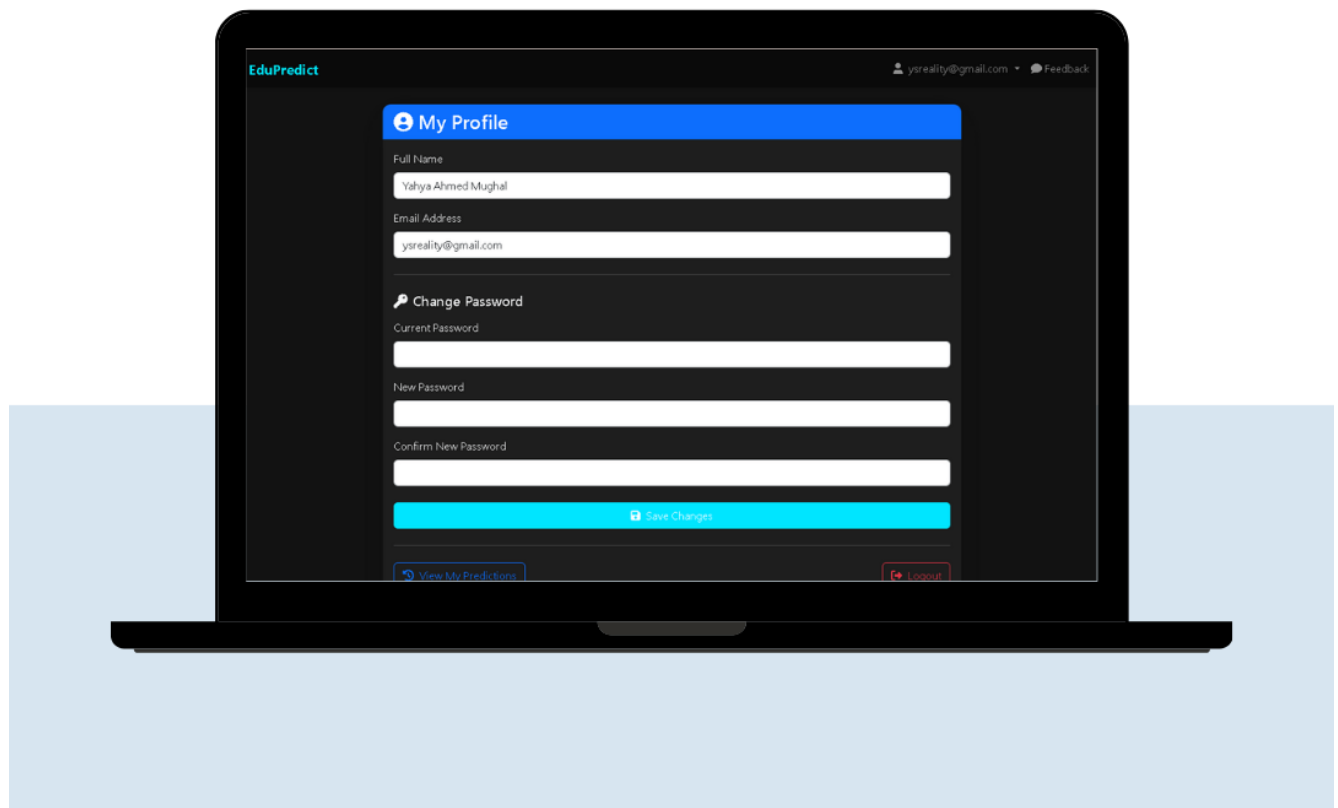 EduPredict
ysreality@gmail.com
Feedback
My Profile
Full Name
Yahya Ahmed Mughal
Email Address
ysreality@gmail.com
Change Password
Current Password
New Password
Confirm New Password
Save Changes
View My Predictions
Logout